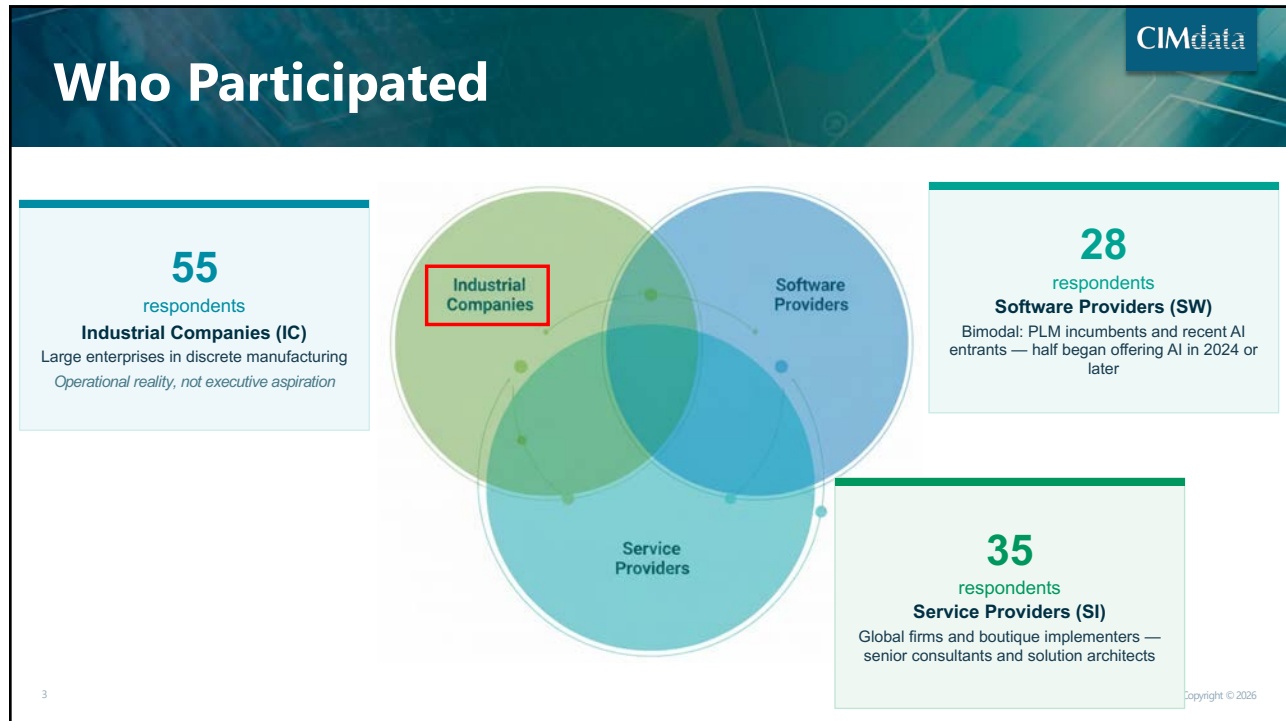 CIMdata
Who Participated
55
respondents
Industrial Companies (IC)
Large enterprises in discrete manufacturing
Operational reality, not executive aspiration
Industrial
Companies
Software
Providers
Service
Providers
28
respondents
Software Providers (SW)
Bimodal: PLM incumbents and recent AI
entrants — half began offering AI in 2024 or
later
35
respondents
Service Providers (SI)
Global firms and boutique implementers —
senior consultants and solution architects
3
Copyright © 2026